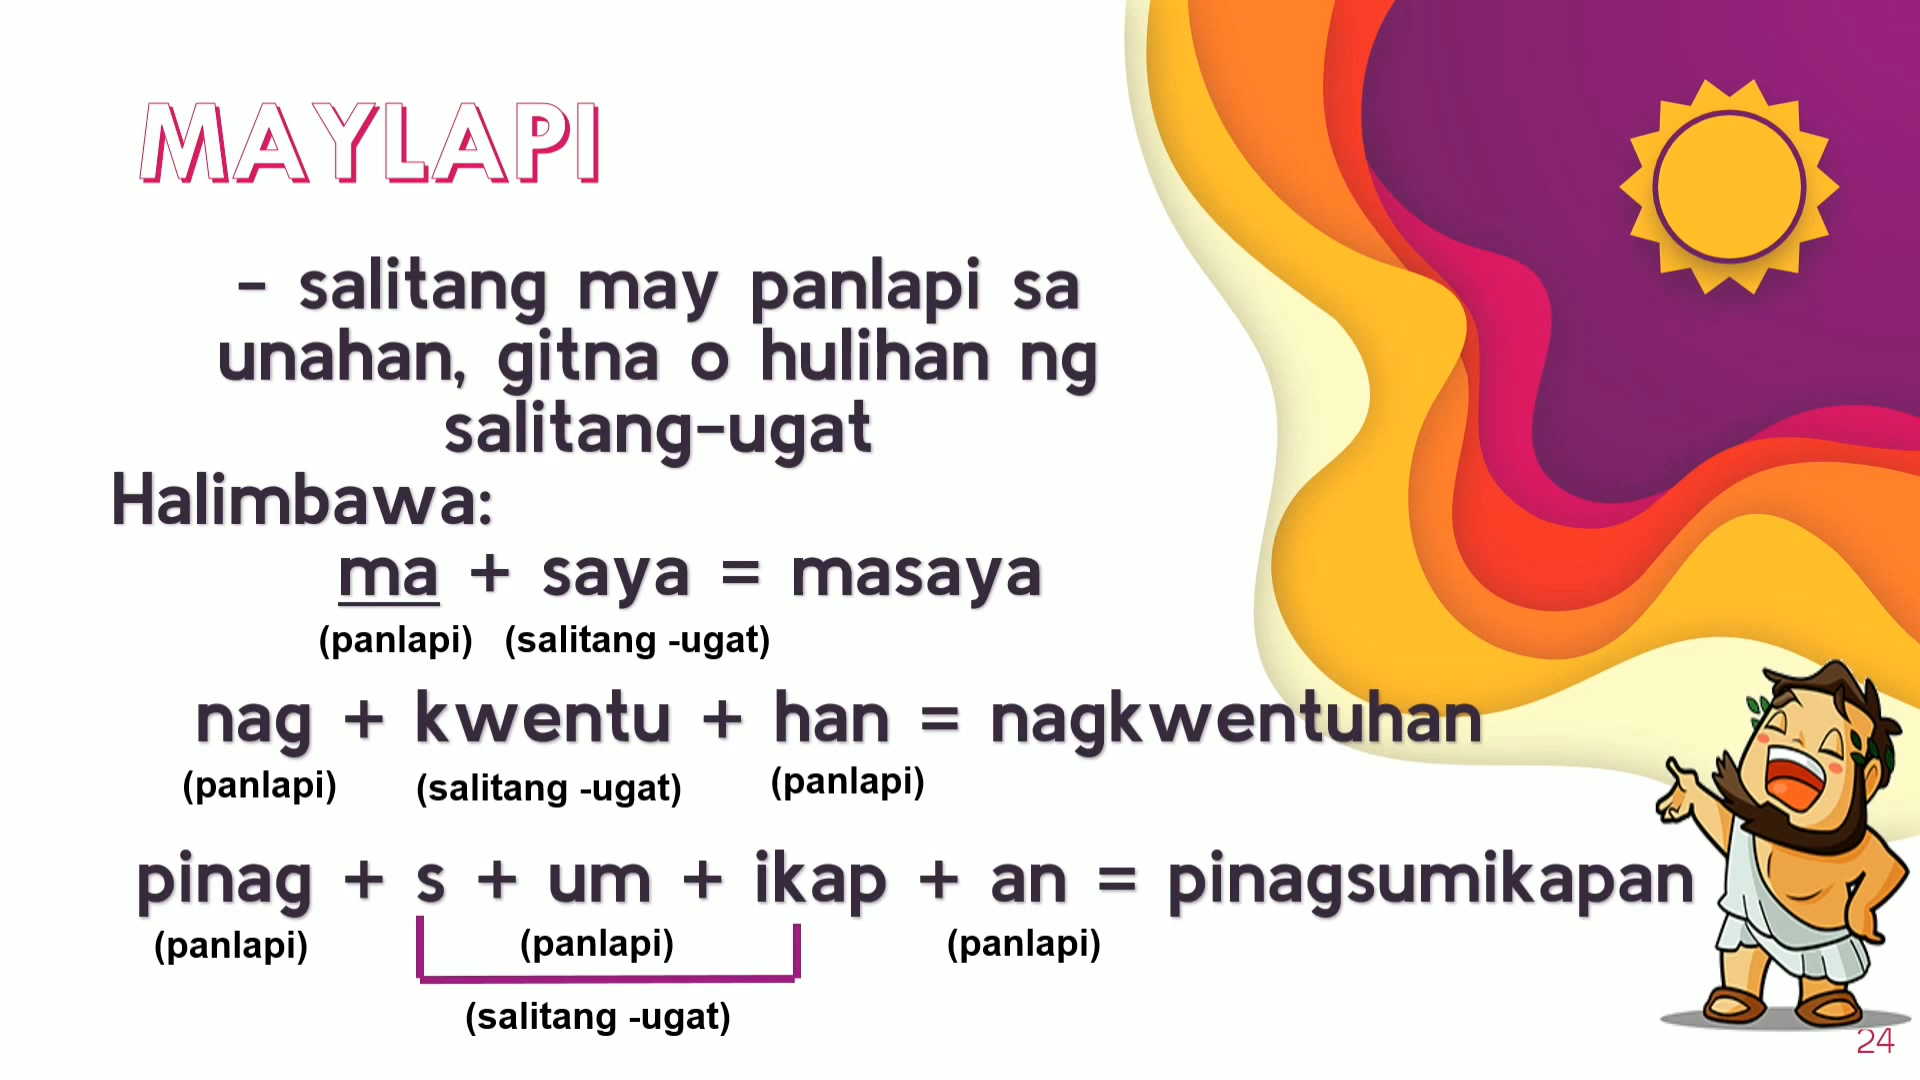 MAYLAPI
- salitang may panlapi sa
unahan, gitna o hulihan ng
salitang-ugat
Halimbawa:
ma + saya = masaya
(panlapi) (salitang -ugat)
nag + kwentu + han = nagkwentuhan
(panlapi) (salitang -ugat) (panlapi)
pinag + s + um + ikap + an = pinagsumikapan
(panlapi) (panlapi) (panlapi)
(salitang -ugat)
24